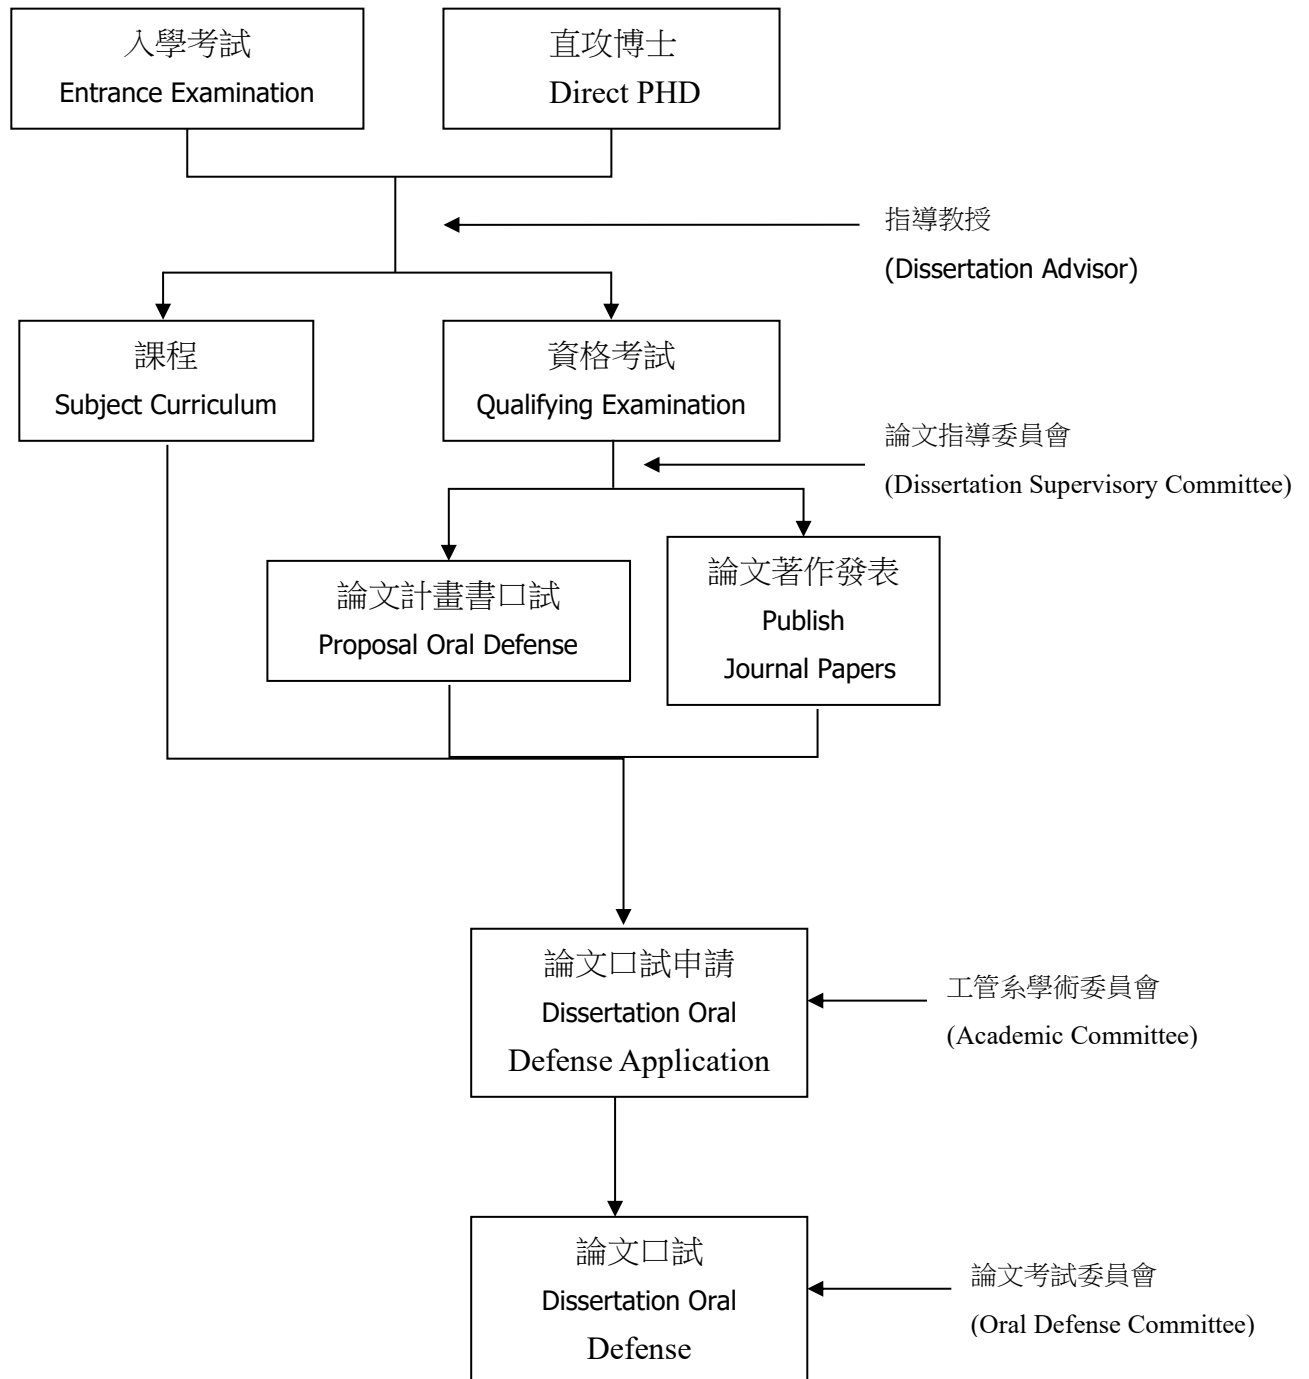 入學考試
Entrance Examination
直攻博士
Direct PHD
指導教授
(Dissertation Advisor)
課程
Subject Curriculum
資格考試
Qualifying Examination
論文指導委員會
(Dissertation Supervisory Committee)
論文計畫書口試
Proposal Oral Defense
論文著作發表
Publish
Journal Papers
論文口試申請
Dissertation Oral
Defense Application
工管系學術委員會
(Academic Committee)
論文口試
Dissertation Oral
Defense
論文考試委員會
(Oral Defense Committee)